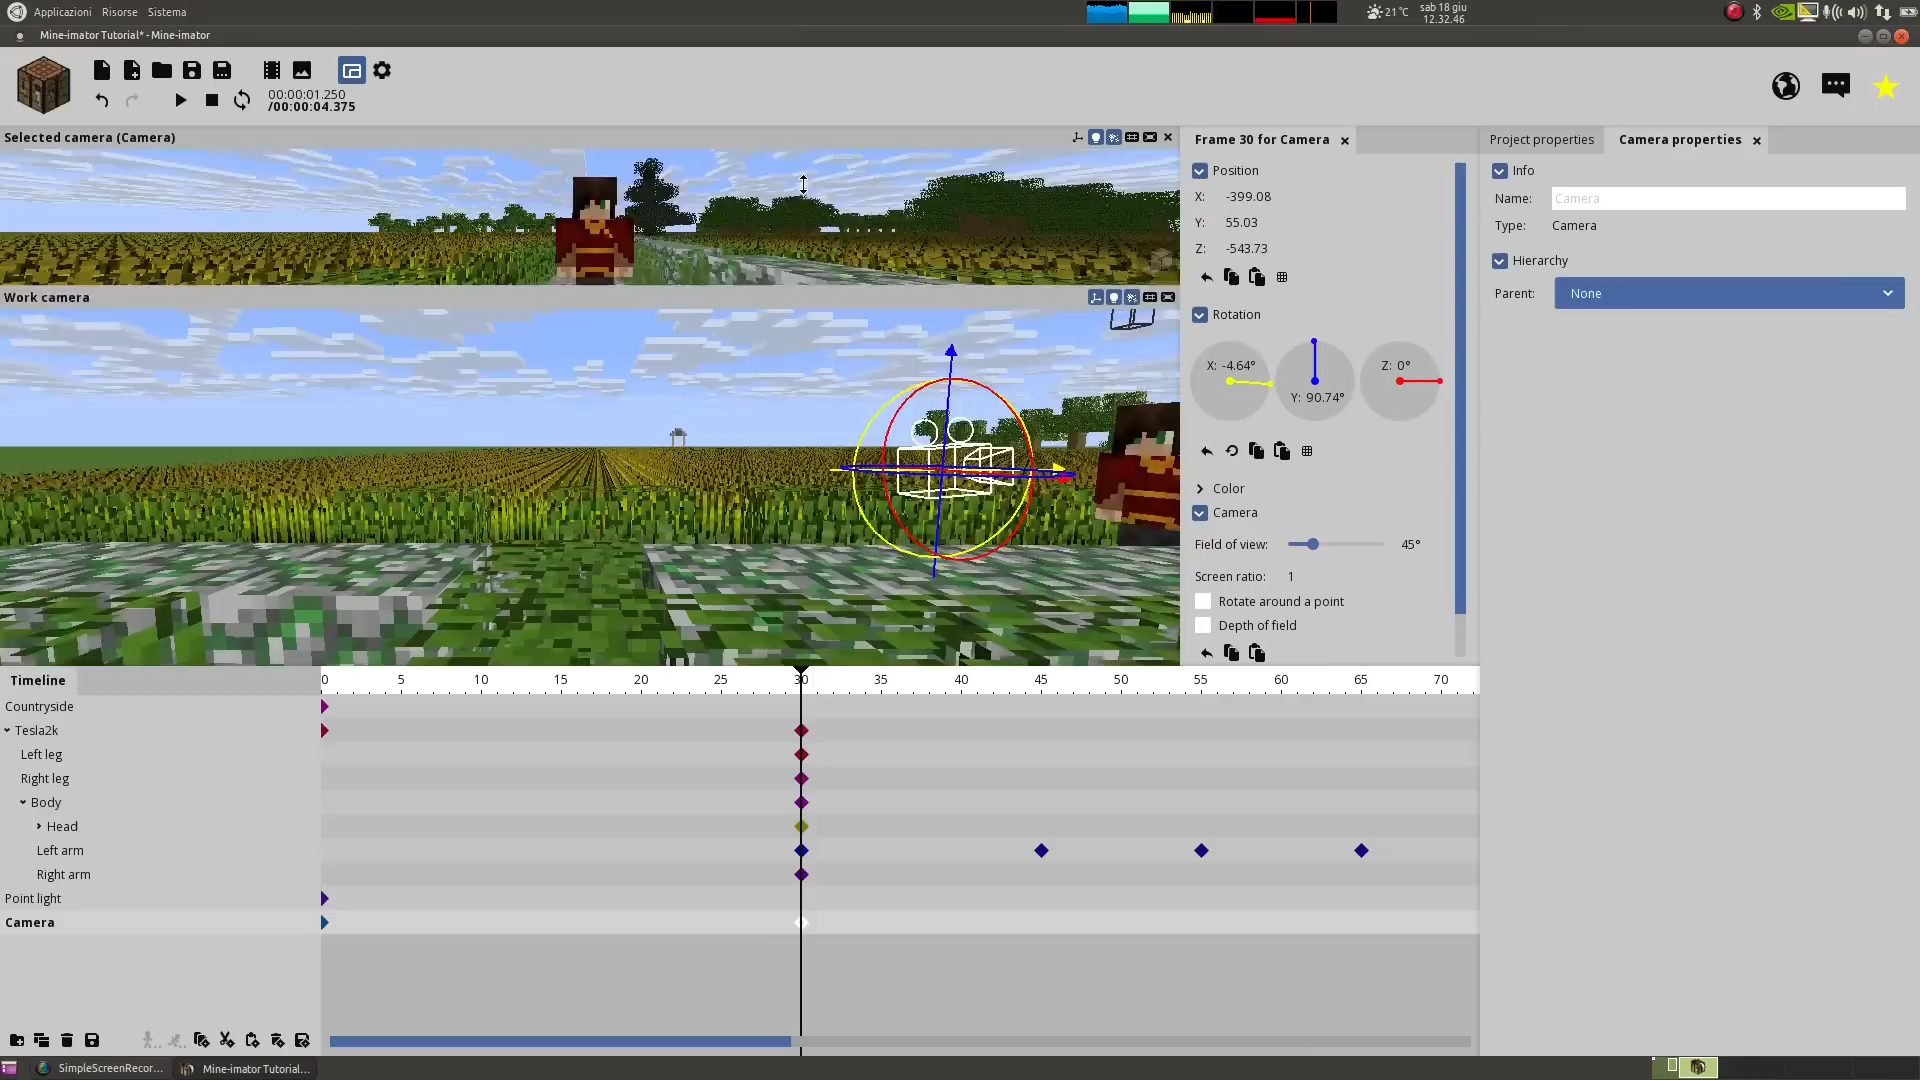 Applicazioni Risorse Sistema
21°C
sab 18 giu
12.32.46
Mine-imator Tutorial* - Mine-imator
00:00:01.250
/00:00:04.375
Selected camera (Camera)
Work camera
Frame 30 for Camera
Position
X: -399.08
Y: 55.03
Z: -543.73
Rotation
X: -4.64°
Y: 90.74°
Z: 0°
Color
Camera
Field of view: 45°
Screen ratio: 1
Rotate around a point
Depth of field
Project properties Camera properties
Info
Name: Camera
Type: Camera
Hierarchy
Parent: None
Timeline
0 5 10 15 20 25 30 35 40 45 50 55 60 65 70
Countryside
Tesla2k
Left leg
Right leg
Body
Head
Left arm
Right arm
Point light
Camera
SimpleScreenRecor...
Mine-imator Tutorial...